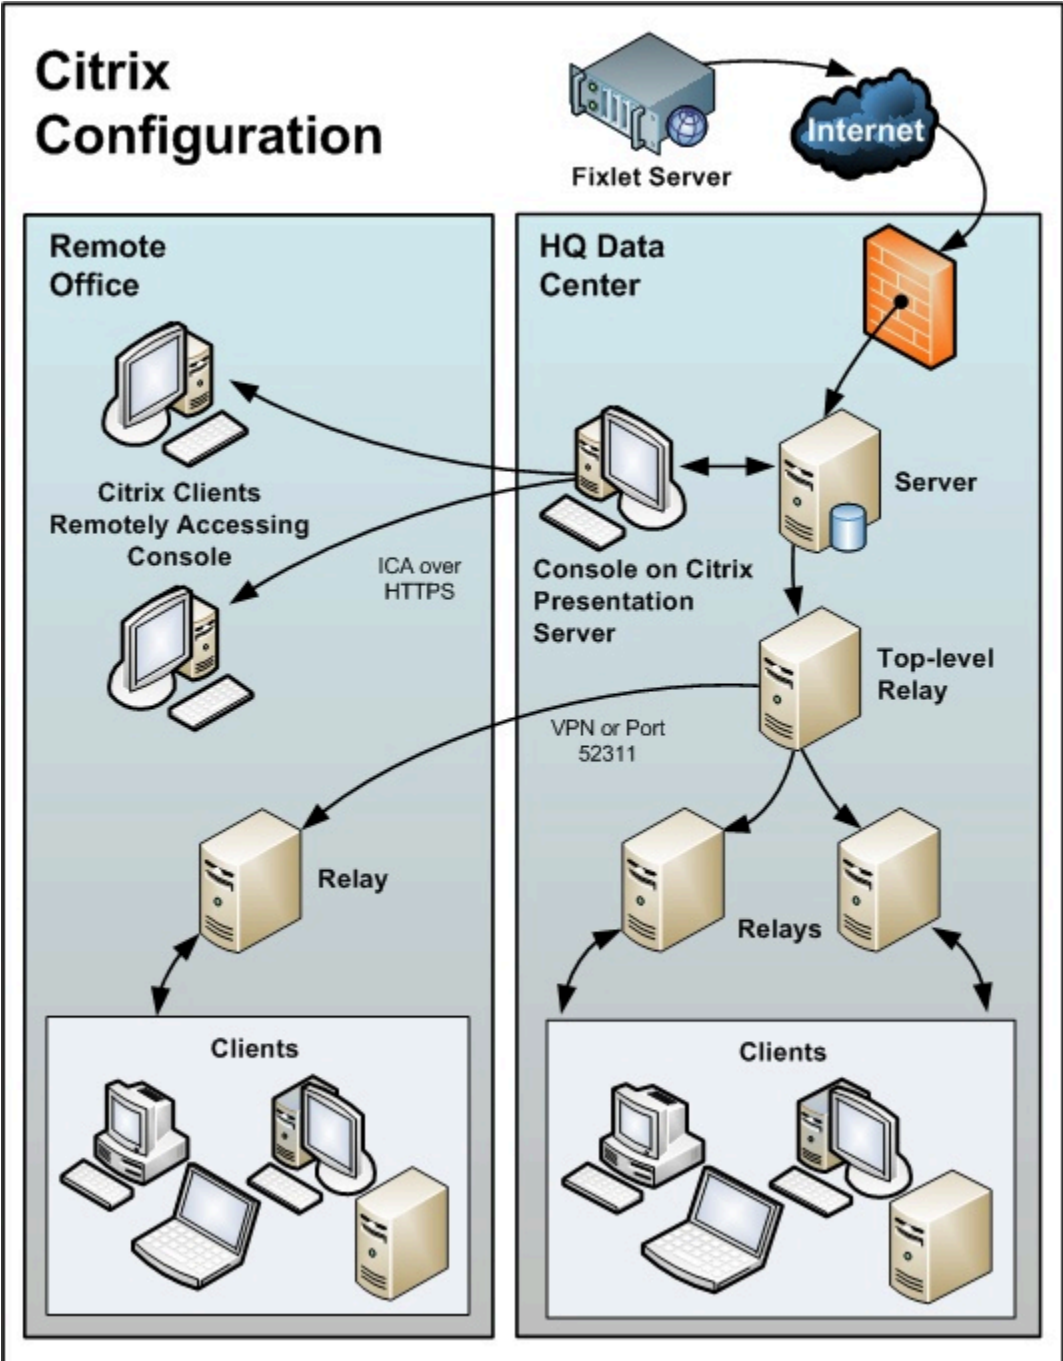 Citrix
Configuration
Internet
Fixlet Server
Remote
Office
HQ Data
Center
Citrix Clients
Remotely Accessing
Console
ICA over
HTTPS
Console on Citrix
Presentation
Server
Server
Top-level
Relay
VPN or Port
52311
Relay
Relays
Clients
Clients